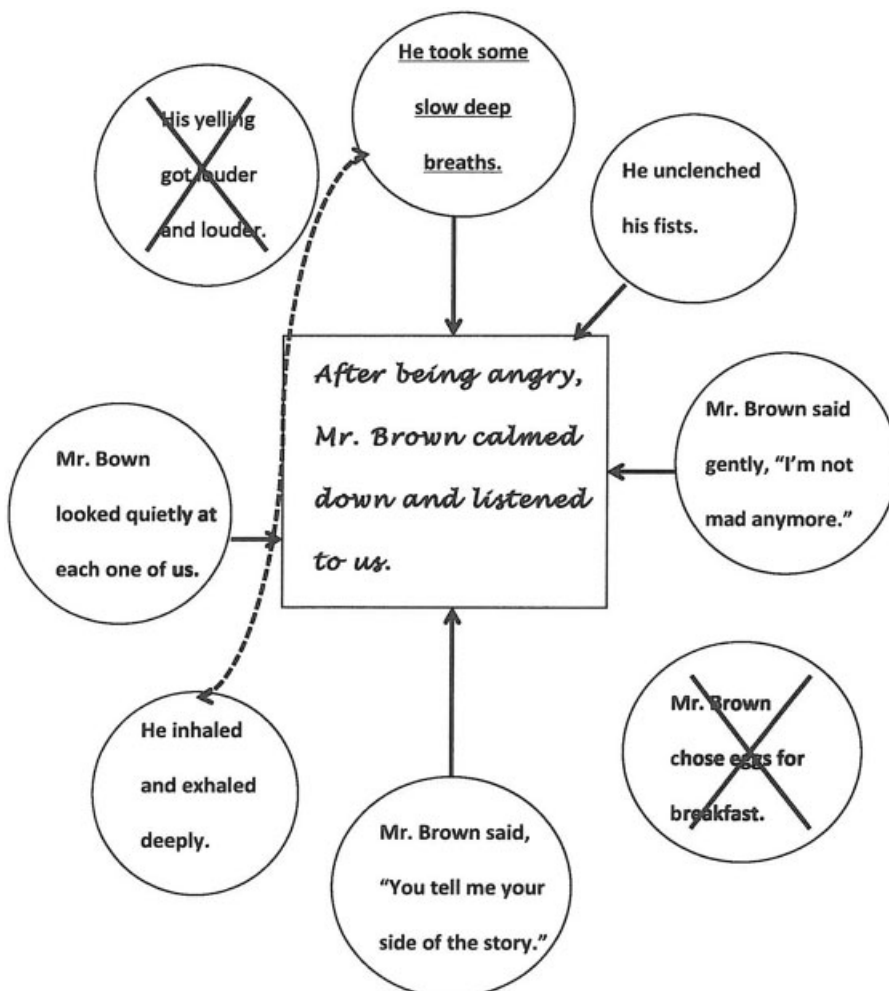 He took some
slow deep
breaths.
His yelling
got louder
and louder.
He unclenched
his fists.
After being angry,
Mr. Brown calmed
down and listened
to us.
Mr. Brown said
gently, “I’m not
mad anymore.”
Mr. Bown
looked quietly at
each one of us.
He inhaled
and exhaled
deeply.
Mr. Brown
chose eggs for
breakfast.
Mr. Brown said,
“You tell me your
side of the story.”